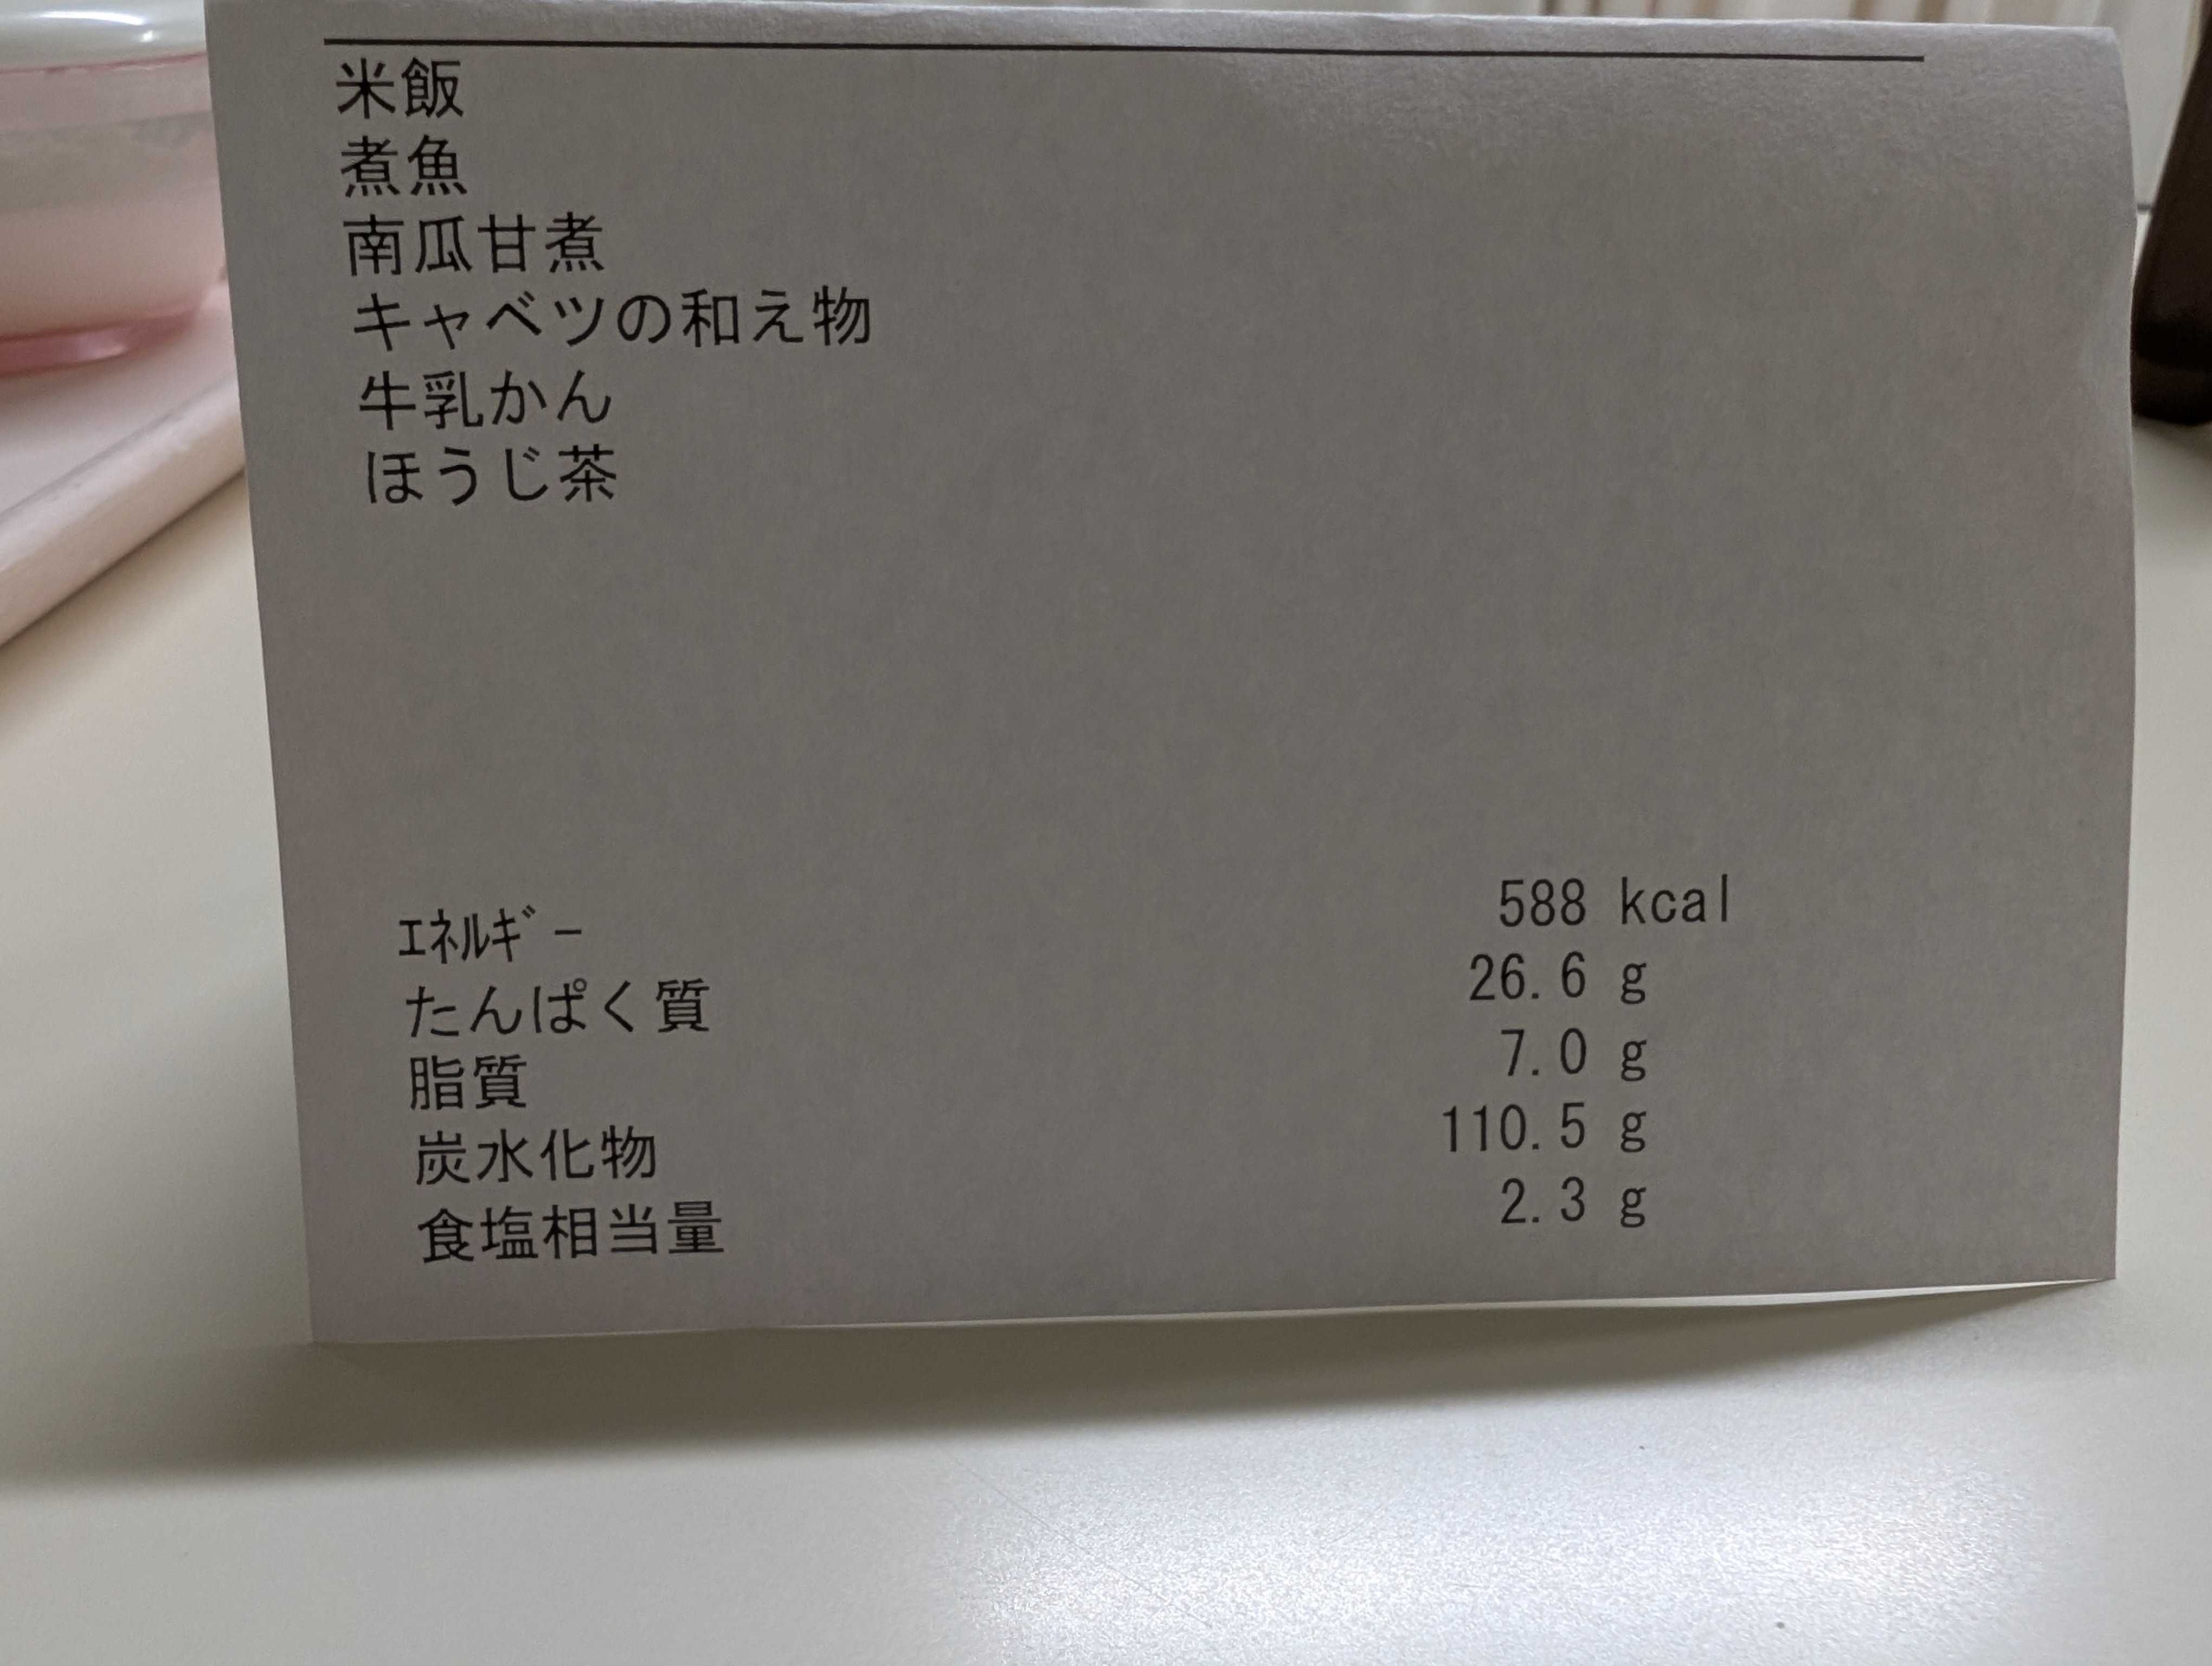 米飯
煮魚
南瓜甘煮
キャベツの和え物
牛乳かん
ほうじ茶
ｴﾈﾙｷﾞｰ 588 kcal
たんぱく質 26.6 g
脂質 7.0 g
炭水化物 110.5 g
食塩相当量 2.3 g